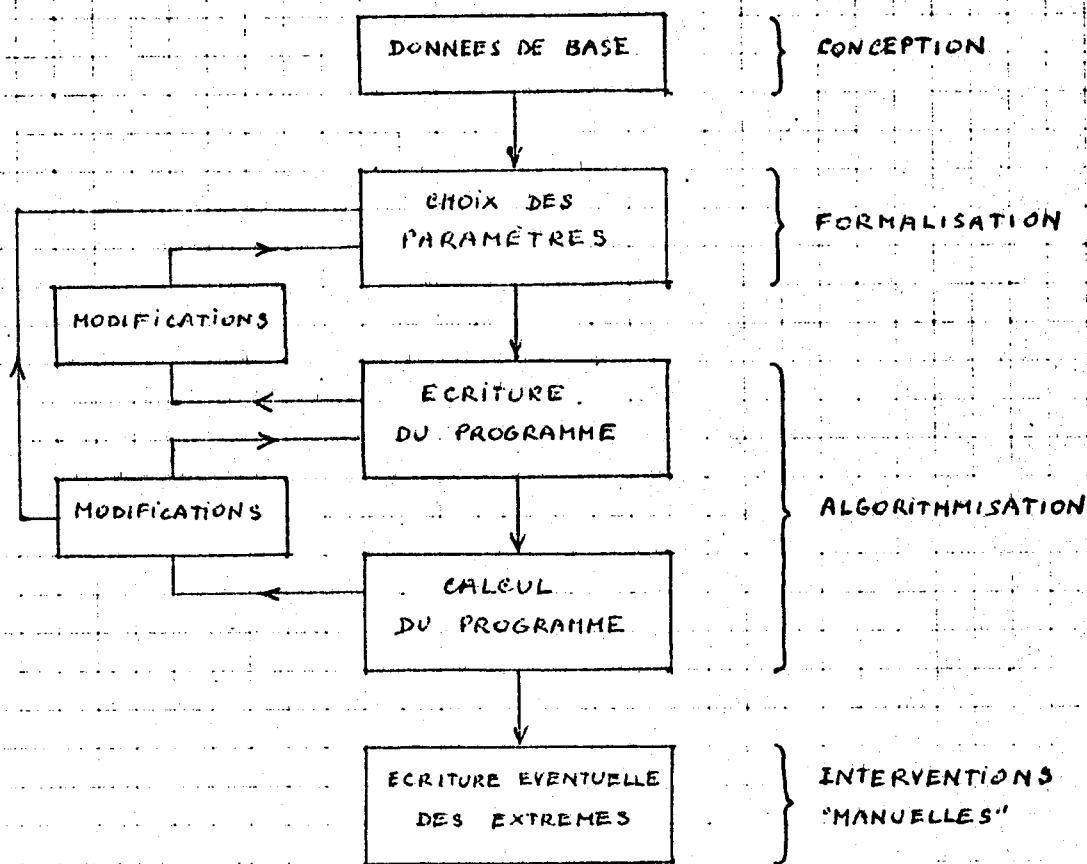 DONNEES DE BASE
CONCEPTION
CHOIX DES
PARAMÈTRES
FORMALISATION
MODIFICATIONS
ECRITURE.
DU PROGRAMME
MODIFICATIONS
ALGORITHMISATION
CALCUL
DU PROGRAMME
ECRITURE EVENTUELLE
DES EXTREMES
INTERVENTIONS
"MANUELLES"